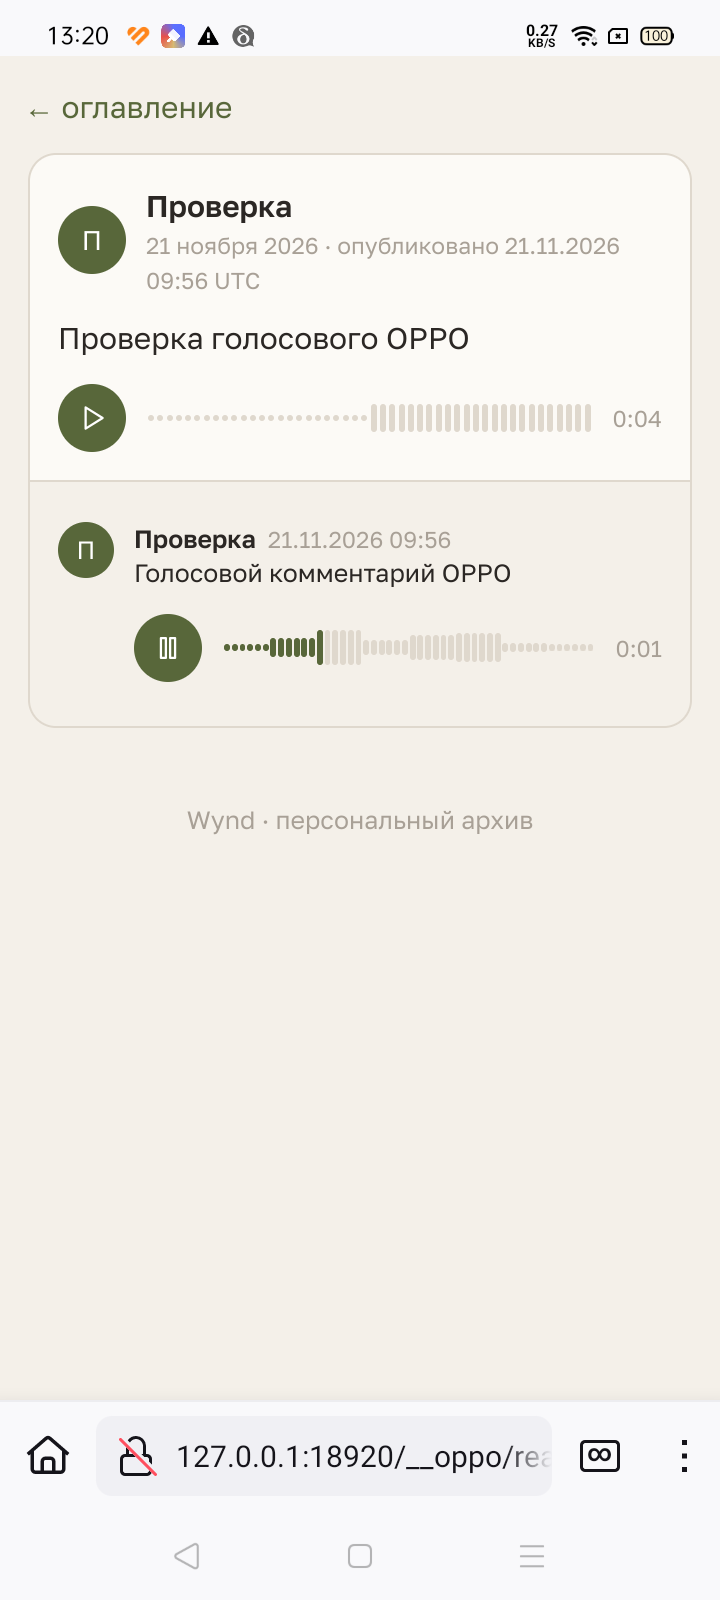 13:20
0.27
KB/S
100
← оглавление
П
Проверка
21 ноября 2026 · опубликовано 21.11.2026
09:56 UTC
Проверка голосового OPPO
0:04
П
Проверка 21.11.2026 09:56
Голосовой комментарий OPPO
0:01
Wynd · персональный архив
127.0.0.1:18920/__oppo/rea